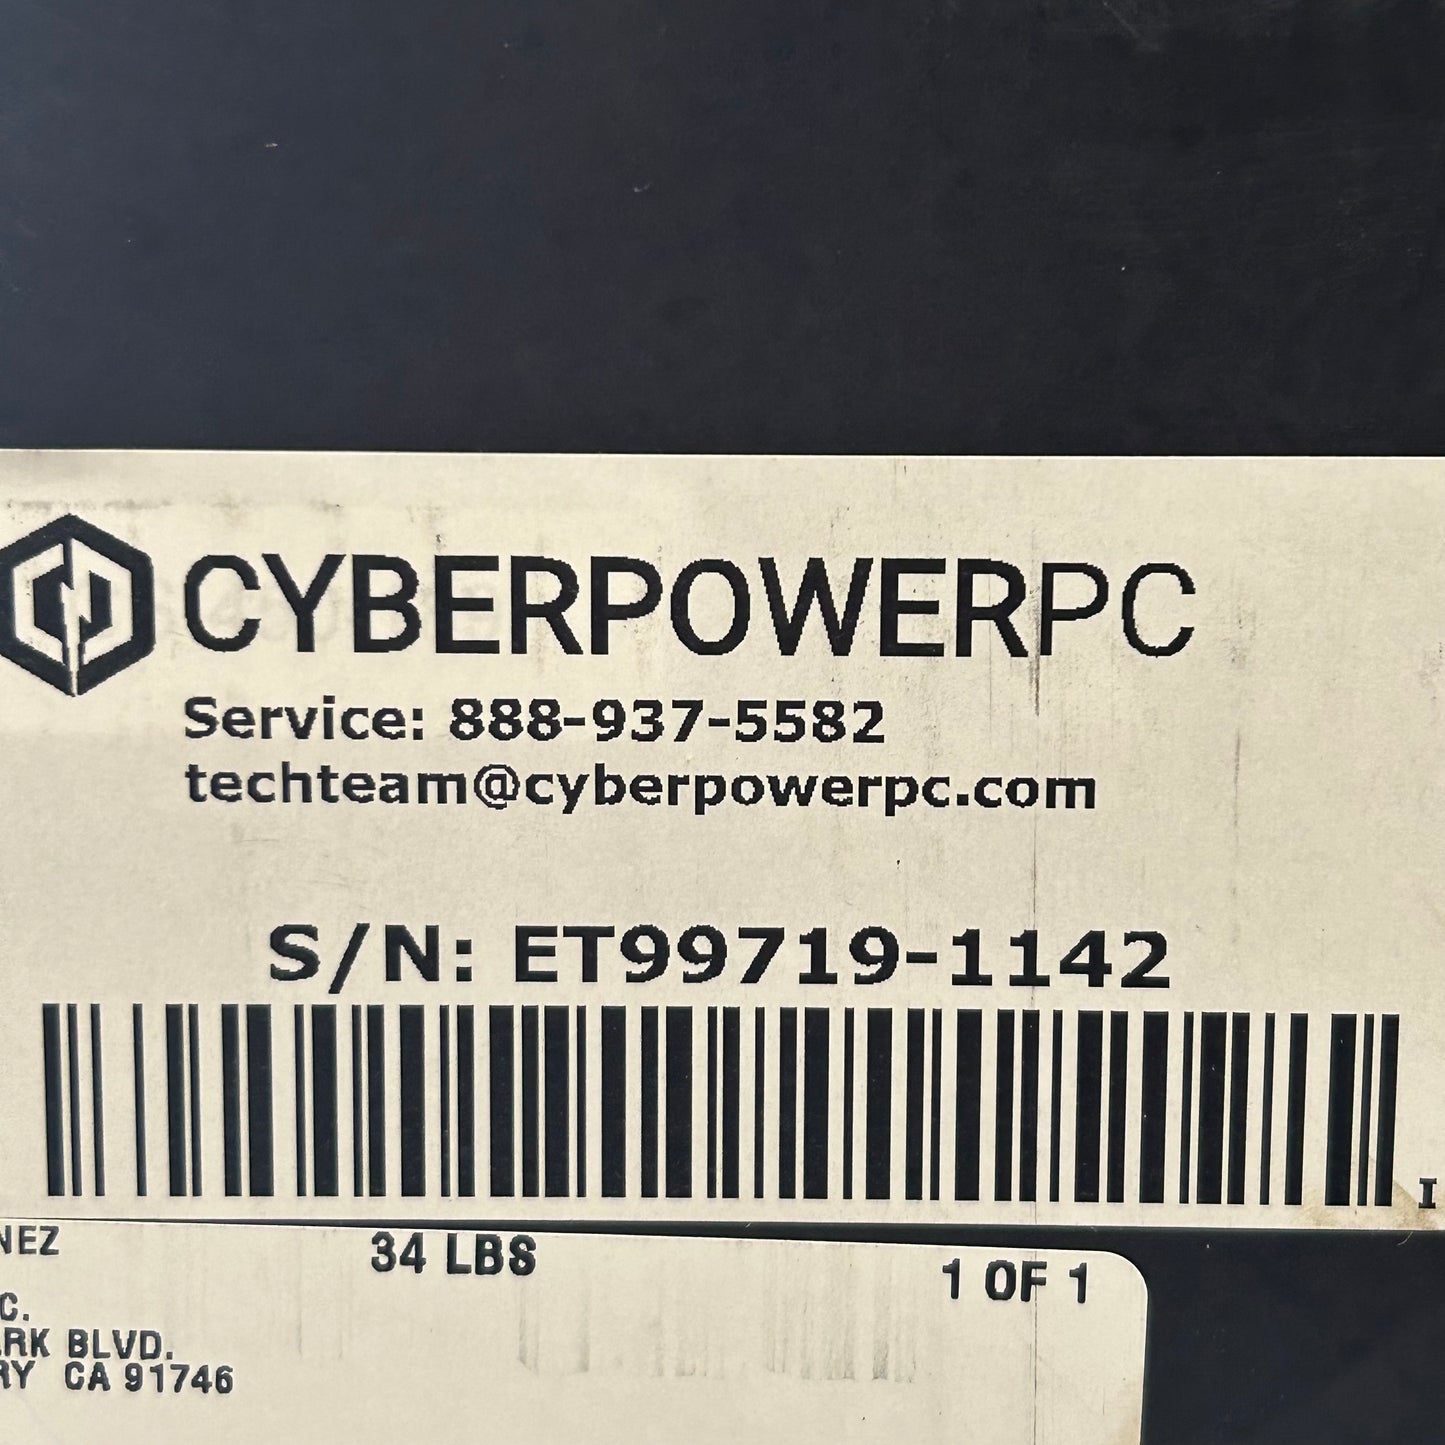 CYBERPOWERPC
Service: 888-937-5582
techteam@cyberpowerpc.com
S/N: ET99719-1142
I
NEZ 34 LBS 1 OF 1
C.
ARK BLVD.
RY CA 91746